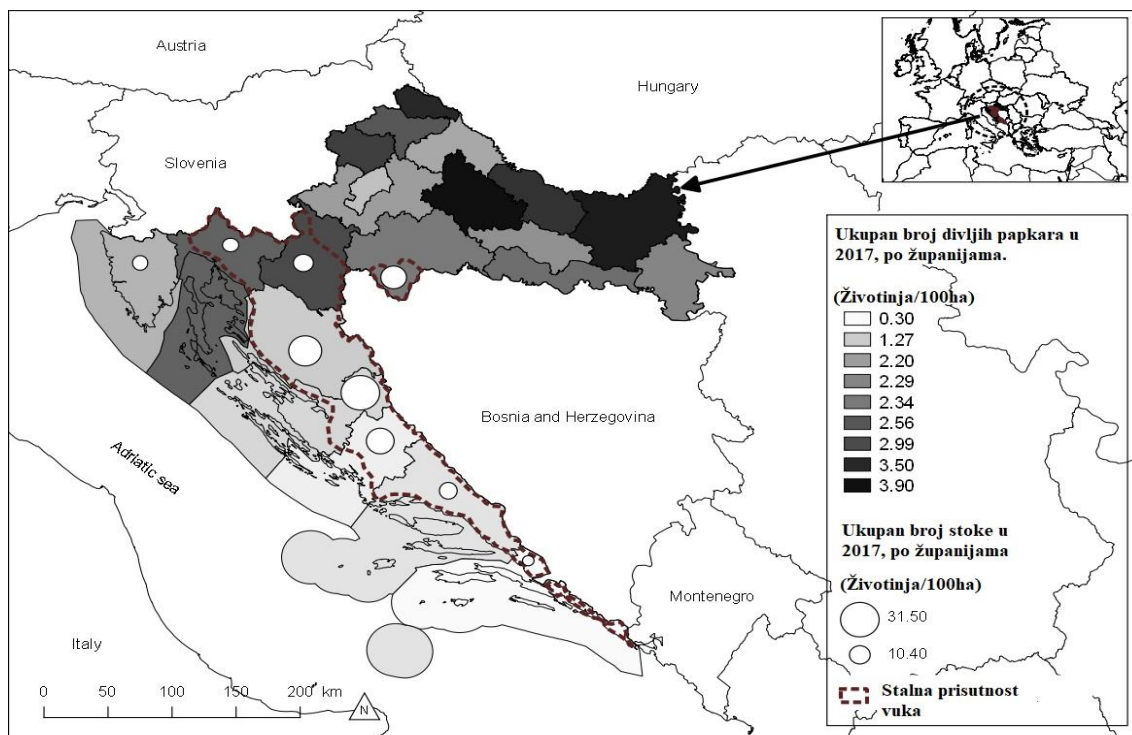 Austria
Hungary
Slovenia
Bosnia and Herzegovina
Adriatic sea
Montenegro
Italy
0 50 100 150 200 km
N
Ukupan broj divljih papkara u
2017, po županijama.
(Životinja/100ha)
0.30
1.27
2.20
2.29
2.34
2.56
2.99
3.50
3.90
Ukupan broj stoke u
2017, po županijama
(Životinja/100ha)
31.50
10.40
Stalna prisutnost
vuka